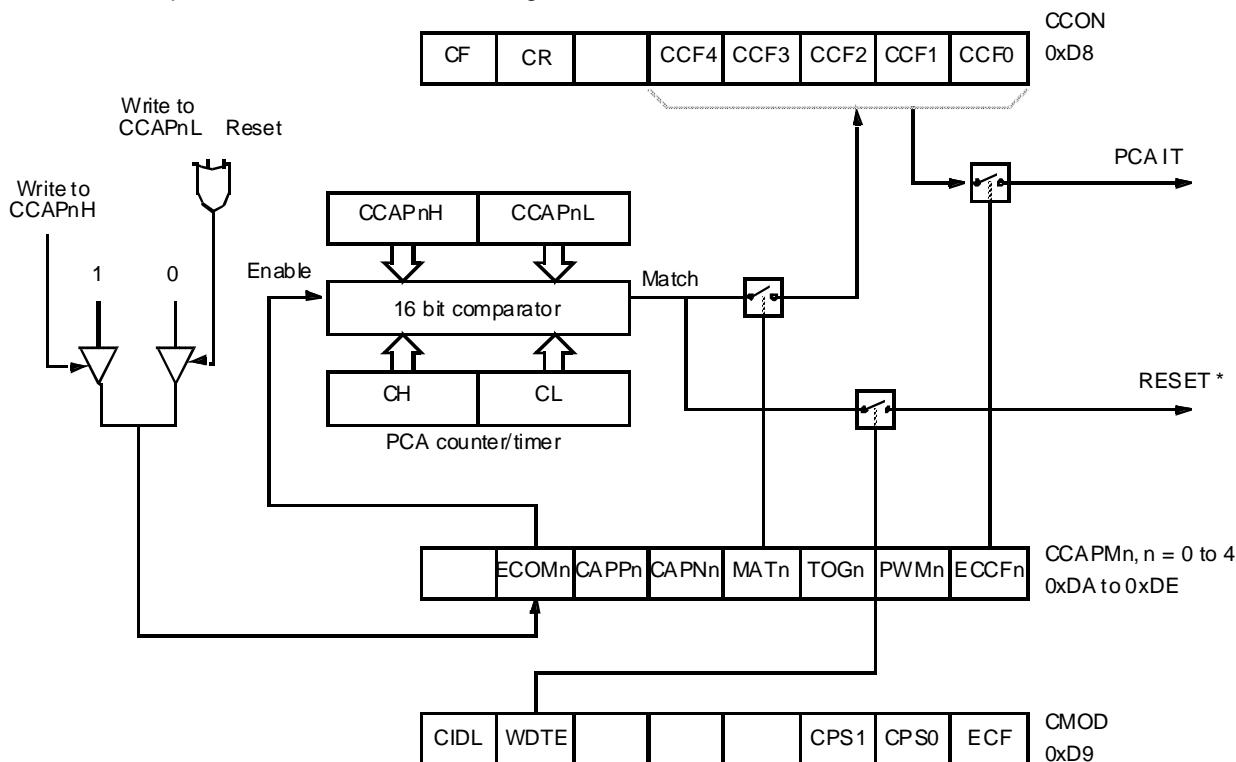 CCON
CF CR CCF4 CCF3 CCF2 CCF1 CCF0 0xD8
Write to
CCAPnL Reset
PCA IT
Write to
CCAPnH
CCAPnH CCAPnL
1 0 Enable Match
16 bit comparator
RESET *
CH CL
PCA counter/timer
CCAPMn, n = 0 to 4
ECOMn CAPPn CAPNn MATn TOGn PWMn ECCFn
0xDA to 0xDE
CMOD
CIDL WDTE CPS1 CPS0 ECF
0xD9